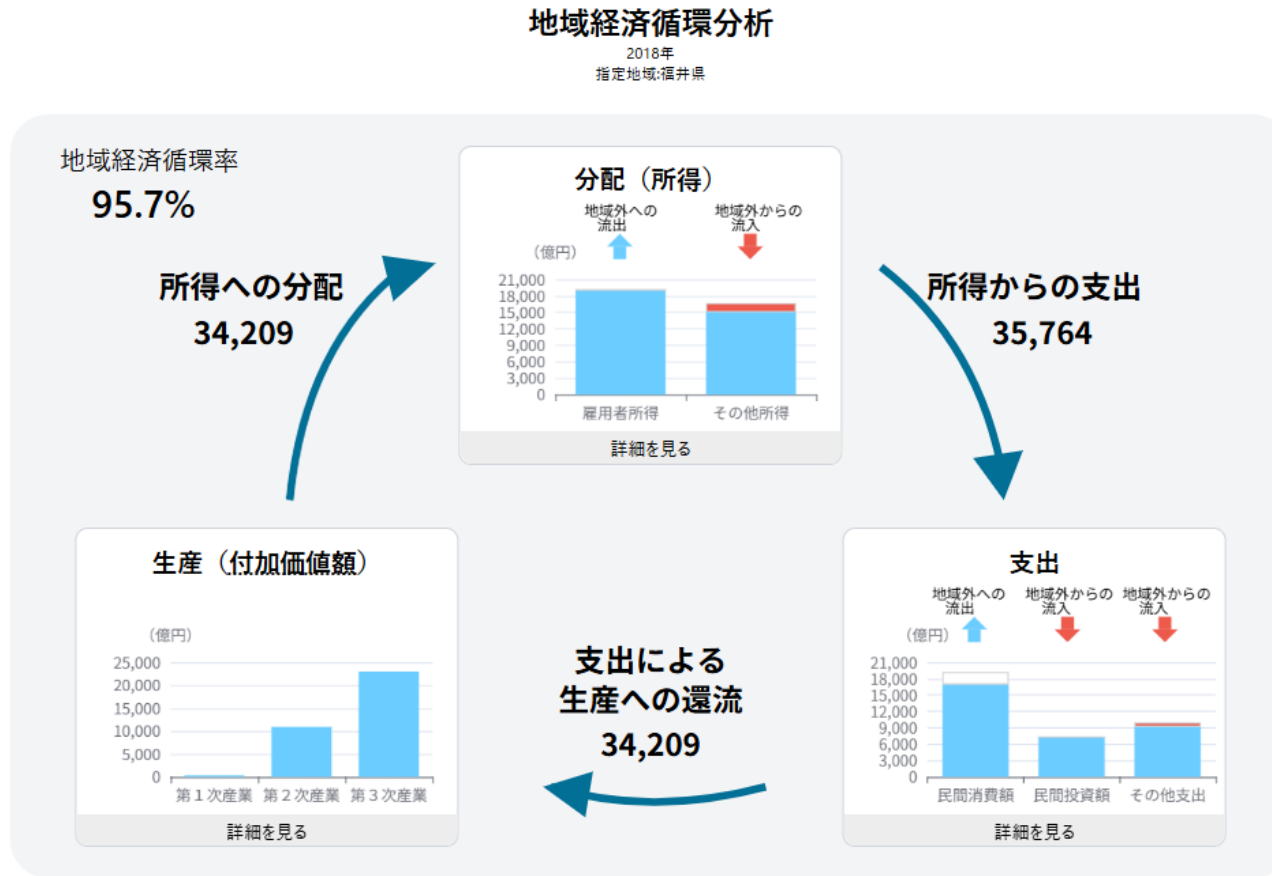 地域経済循環分析
2018年
指定地域:福井県
地域経済循環率
95.7%
所得への分配
34,209
分配（所得）
地域外への
流出
地域外からの
流入
（億円）
21,000
18,000
15,000
12,000
9,000
6,000
3,000
0
雇用者所得
その他所得
詳細を見る
所得からの支出
35,764
生産（付加価値額）
（億円）
25,000
20,000
15,000
10,000
5,000
0
第１次産業
第２次産業
第３次産業
詳細を見る
支出による
生産への還流
34,209
支出
地域外への
流出
地域外からの
流入
地域外からの
流入
（億円）
21,000
18,000
15,000
12,000
9,000
6,000
3,000
0
民間消費額
民間投資額
その他支出
詳細を見る